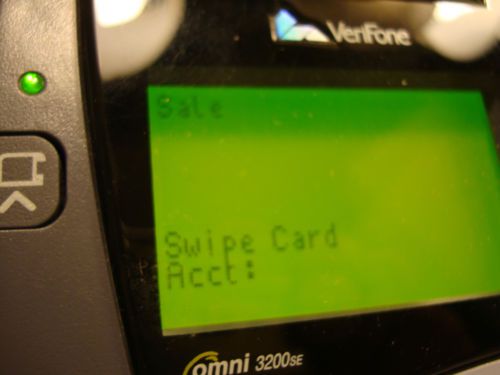 VeriFone
Sale
Swipe Card
Acct:
omni 3200SE